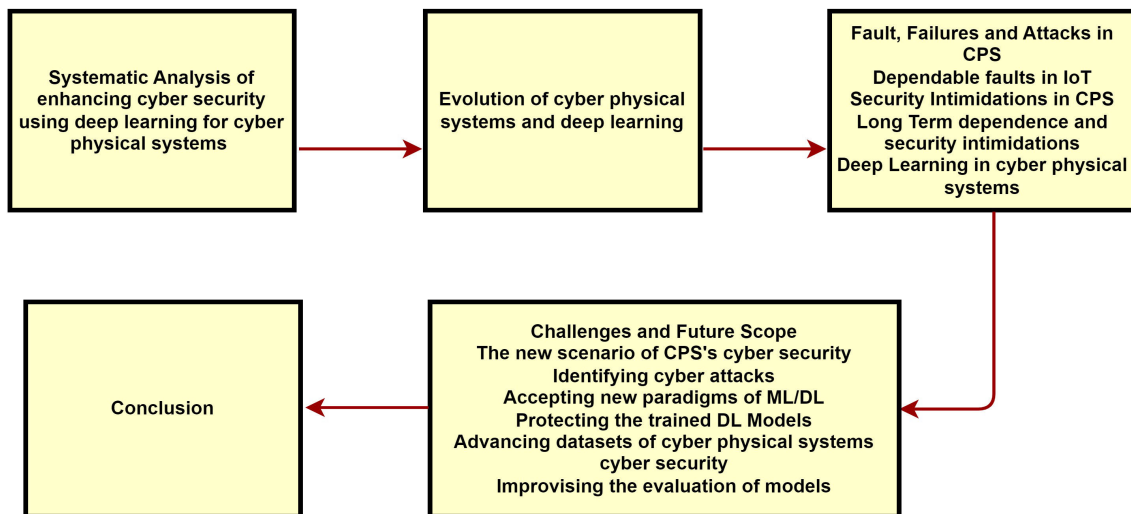 Systematic Analysis of
enhancing cyber security
using deep learning for cyber
physical systems
Evolution of cyber physical
systems and deep learning
Fault, Failures and Attacks in
CPS
Dependable faults in IoT
Security Intimidations in CPS
Long Term dependence and
security intimidations
Deep Learning in cyber physical
systems
Challenges and Future Scope
The new scenario of CPS's cyber security
Identifying cyber attacks
Accepting new paradigms of ML/DL
Protecting the trained DL Models
Advancing datasets of cyber physical systems
cyber security
Improvising the evaluation of models
Conclusion